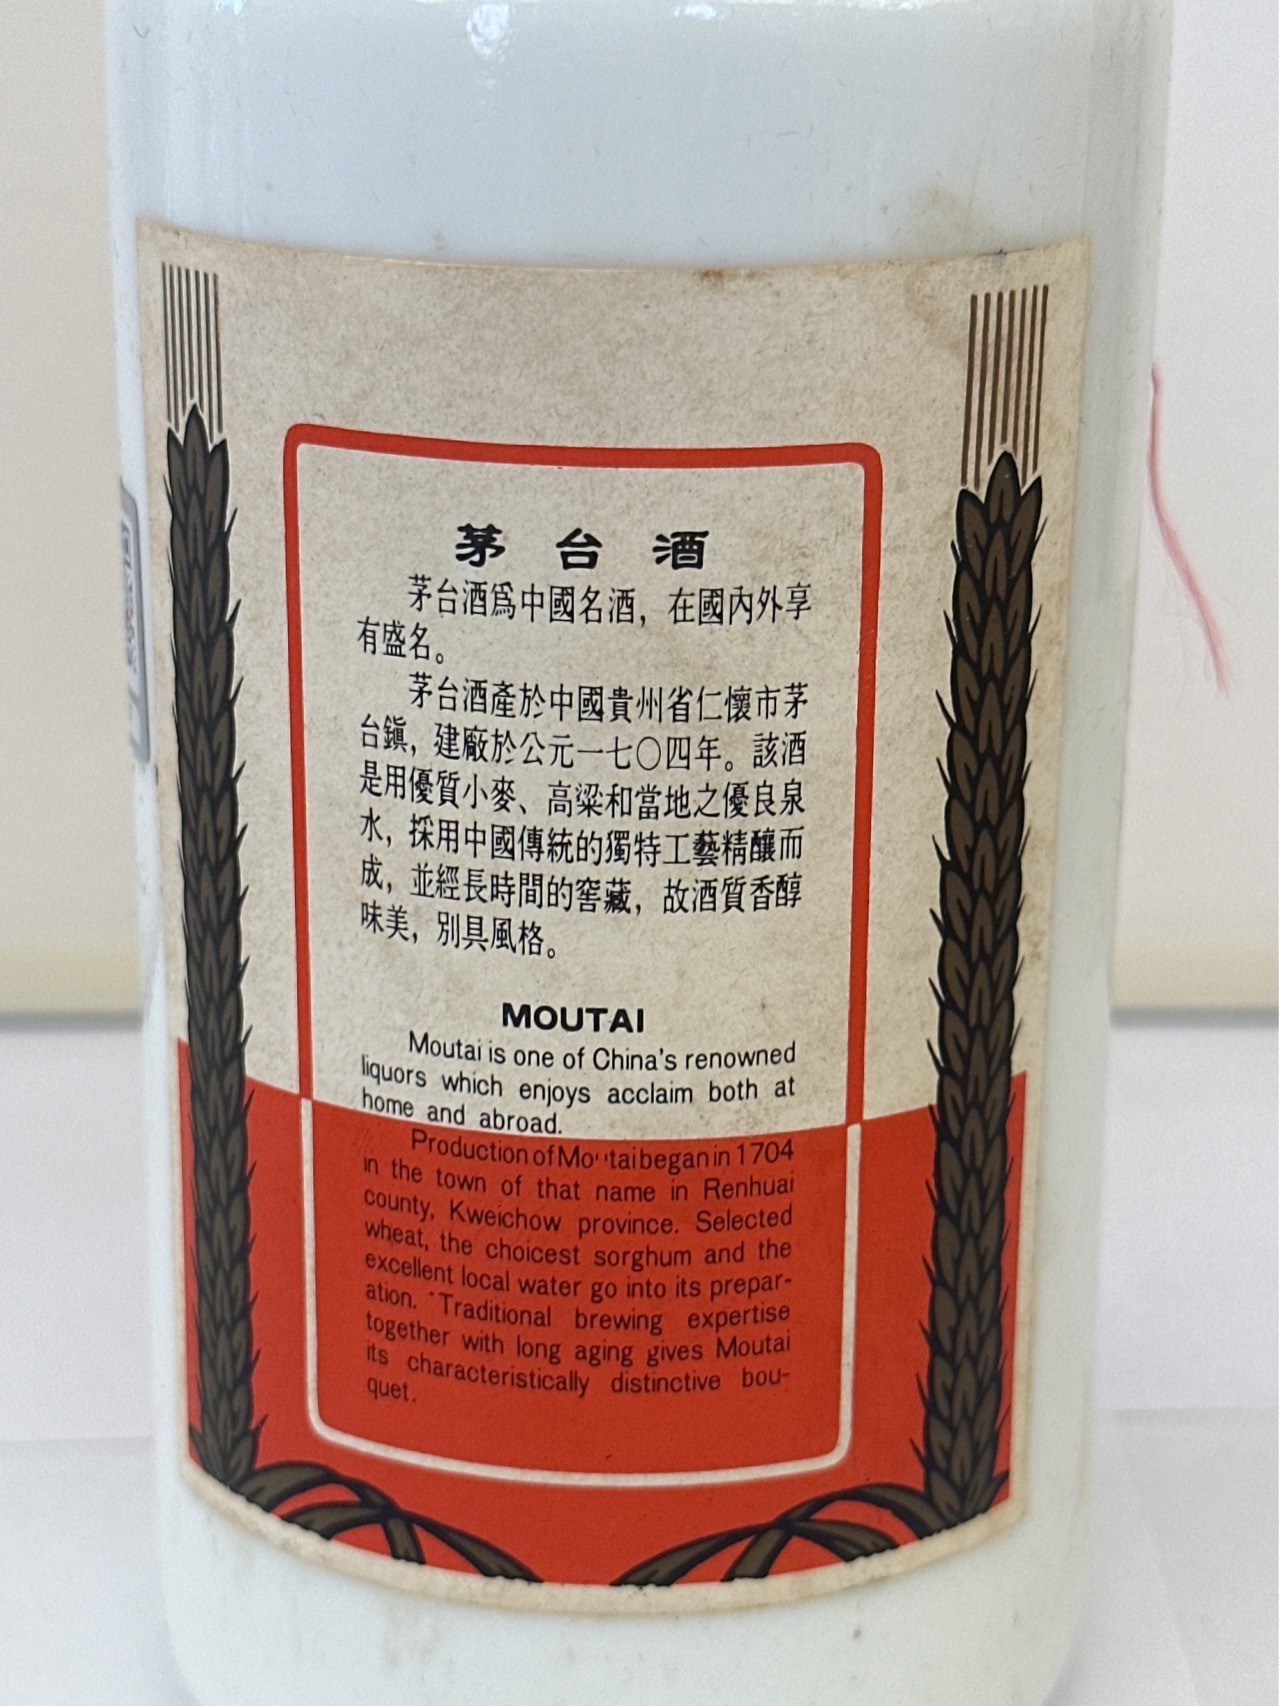 茅台酒
茅台酒爲中國名酒，在國內外享
有盛名。
茅台酒產於中國貴州省仁懷市茅
台鎮，建廠於公元一七〇四年。該酒
是用優質小麥、高粱和當地之優良泉
水，採用中國傳統的獨特工藝精釀而
成，並經長時間的窖藏，故酒質香醇
味美，別具風格。
MOUTAI
Moutai is one of China's renowned
liquors which enjoys acclaim both at
home and abroad.
Production of Moutai began in 1704
in the town of that name in Renhuai
county, Kweichow province. Selected
wheat, the choicest sorghum and the
excellent local water go into its prepar-
ation. Traditional brewing expertise
together with long aging gives Moutai
its characteristically distinctive bou-
quet.